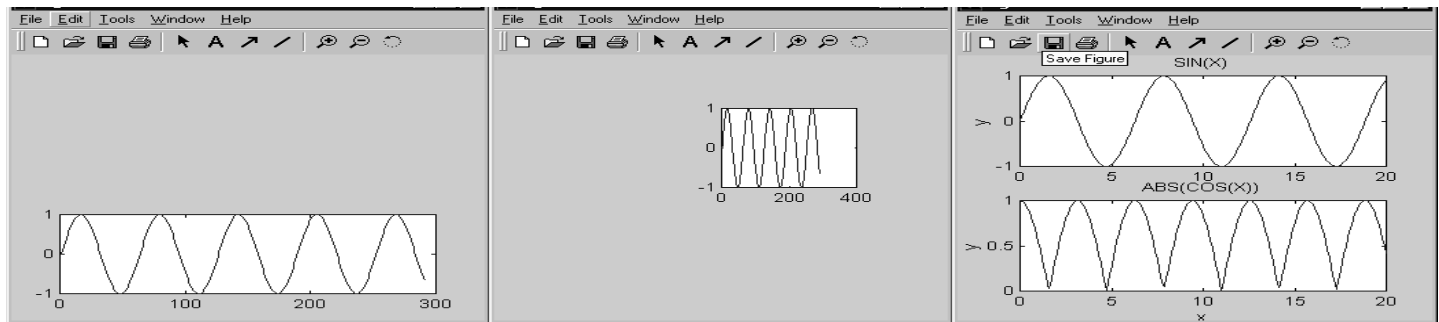 File Edit Tools Window Help
A
1
0
-1
0 100 200 300
File Edit Tools Window Help
A
1
0
-1
0 200 400
File Edit Tools Window Help
A
Save Figure
SIN(X)
1
y 0
-1
0 5 10 15 20
ABS(COS(X))
1
y 0.5
0
0 5 10 15 20
x